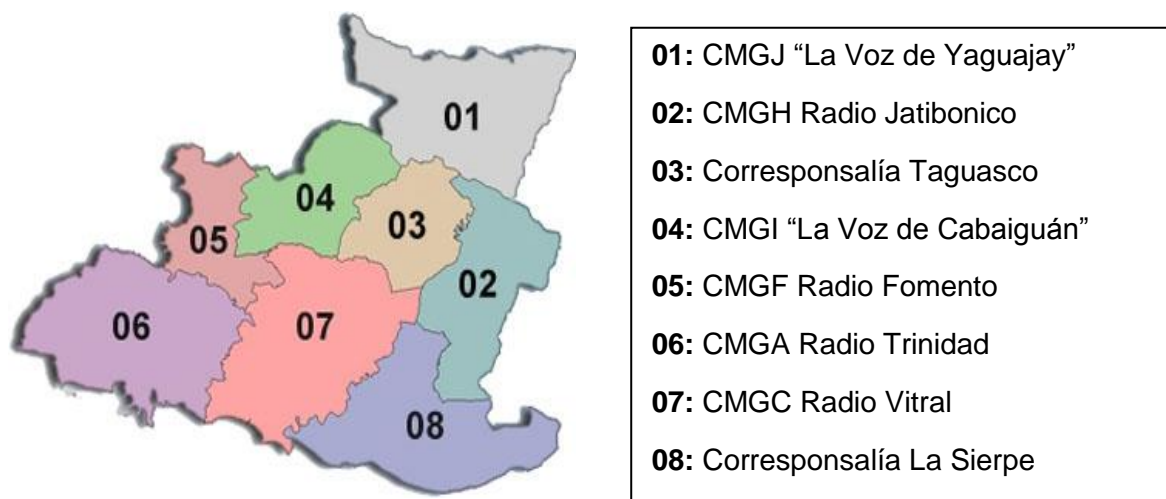 01
04
03
05
02
06
07
08
01: CMGJ “La Voz de Yaguajay”
02: CMGH Radio Jatibonico
03: Corresponsalía Taguasco
04: CMGI “La Voz de Cabaiguán”
05: CMGF Radio Fomento
06: CMGA Radio Trinidad
07: CMGC Radio Vitral
08: Corresponsalía La Sierpe